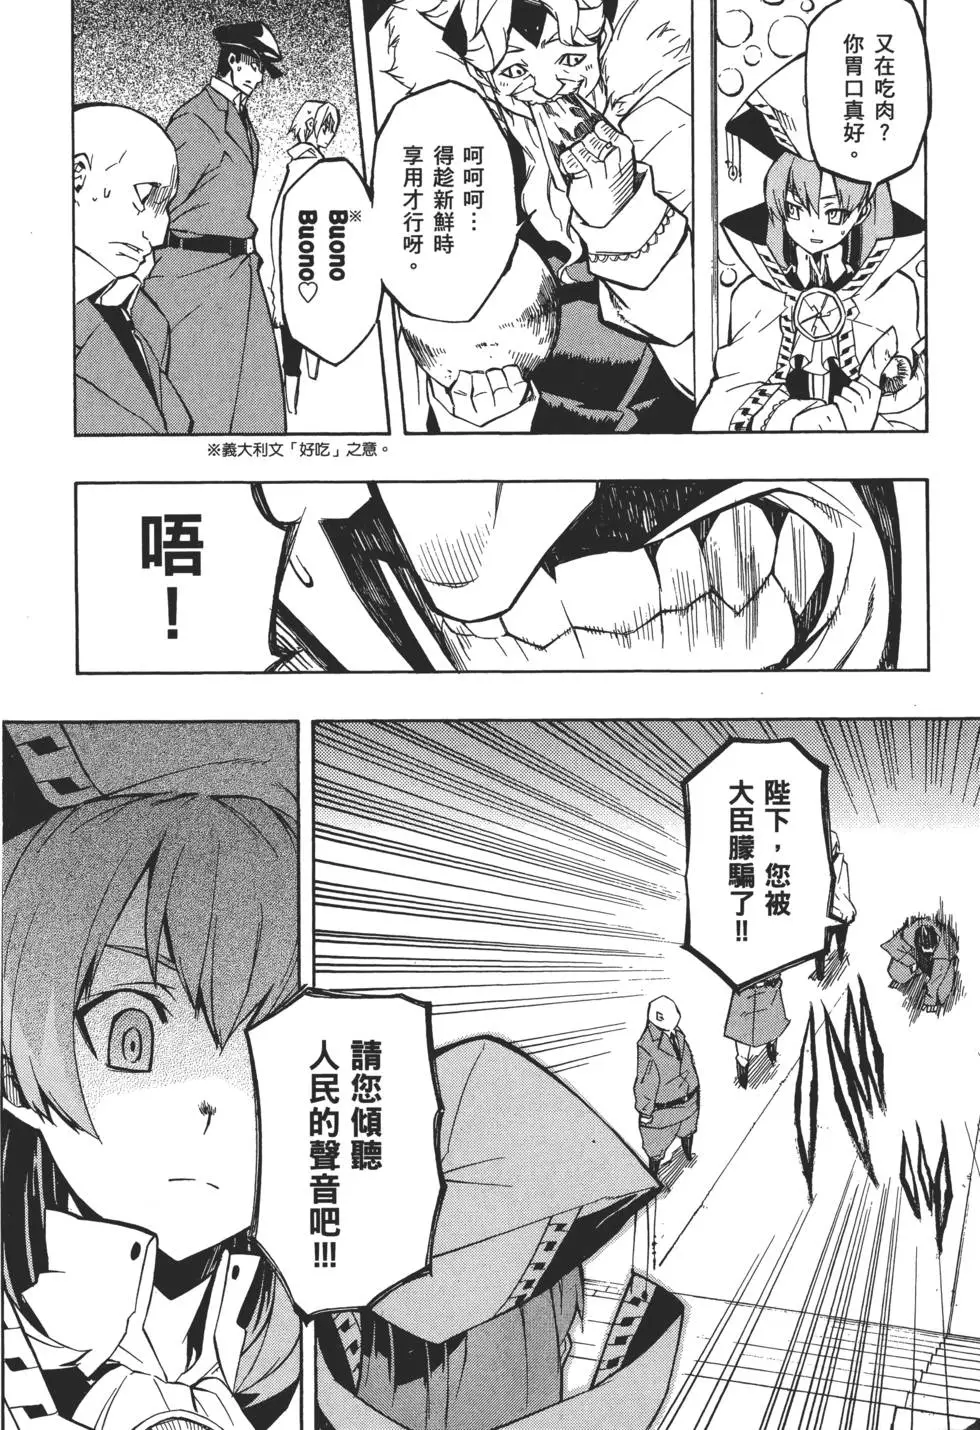 又在吃肉？
你胃口真好。
呵呵呵…
得趁新鮮時
享用才行呀。
※
Buono
Buono♡
※義大利文「好吃」之意。
唔！
陛下，您被
大臣朦騙了!!
請您傾聽
人民的聲音吧!!!